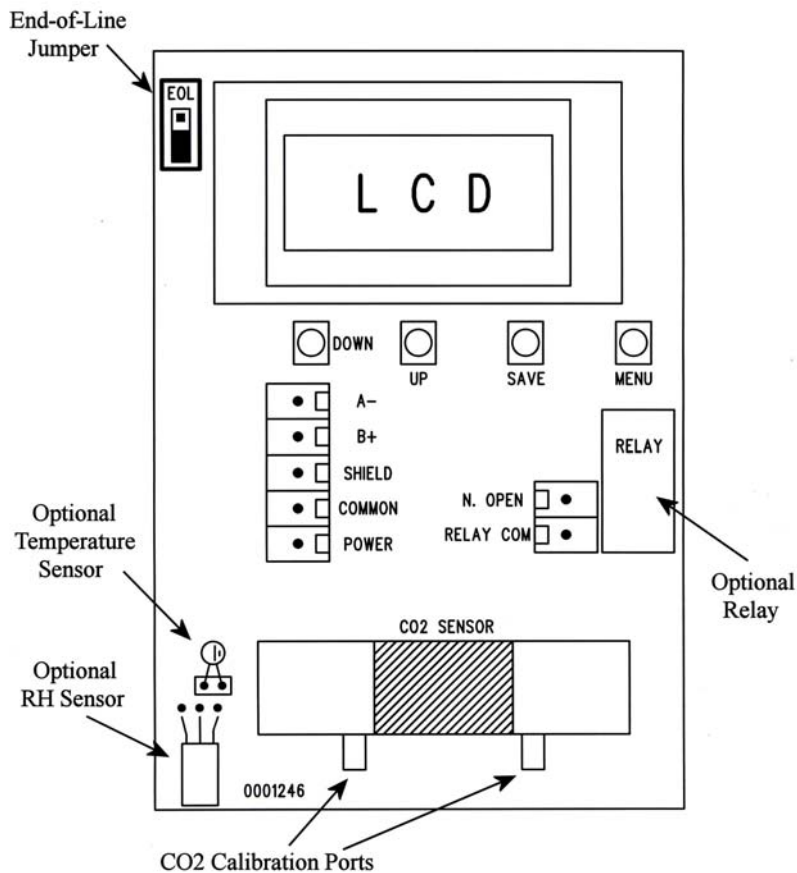 End-of-Line
Jumper
EOL
L C D
DOWN
UP
SAVE
MENU
A-
B+
SHIELD
COMMON
POWER
RELAY
N. OPEN
RELAY COM
Optional
Temperature
Sensor
Optional
Relay
CO2 SENSOR
Optional
RH Sensor
0001246
CO2 Calibration Ports